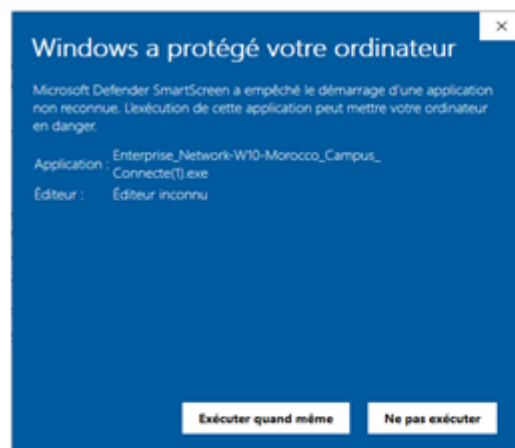 Windows a protégé votre ordinateur
Microsoft Defender SmartScreen a empêché le démarrage d'une application
non reconnue. L'exécution de cette application peut mettre votre ordinateur
en danger.
Application : Enterprise_Network-W10-Morocco_Campus_
Connecte(1).exe
Éditeur : Éditeur inconnu
Exécuter quand même Ne pas exécuter